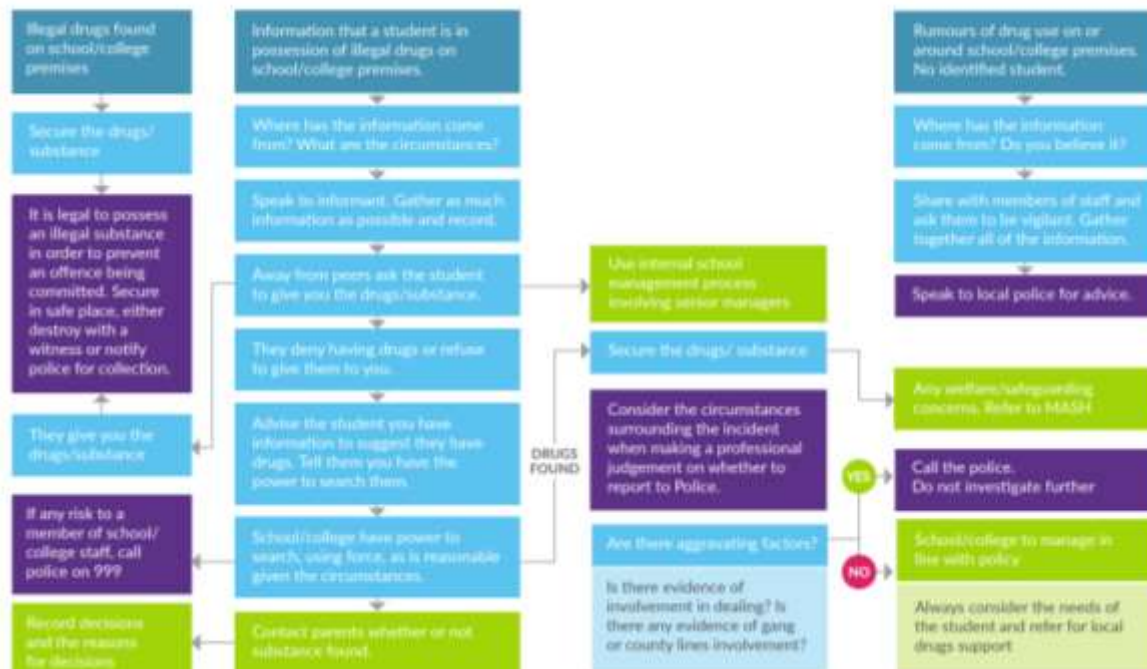 Illegal drugs found
on school/college
premises
Secure the drugs/
substance
It is legal to possess
an illegal substance
in order to prevent
an offence being
committed. Secure
in safe place, either
destroy with a
witness or notify
police for collection.
They give you the
drugs/substance
If any risk to a
member of school/
college staff, call
police on 999
Record decisions
and the reasons
for decisions
Information that a student is in
possession of illegal drugs on
school/college premises.
Where has the information come
from? What are the circumstances?
Speak to informant. Gather as much
information as possible and record.
Away from peers ask the student
to give you the drugs/substance.
They deny having drugs or refuse
to give them to you.
Advise the student you have
information to suggest they have
drugs. Tell them you have the
power to search them.
School/college have power to
search, using force, as is reasonable
given the circumstances.
Contact parents whether or not
substance found.
DRUGS
FOUND
Use internal school
management process
involving senior managers
Secure the drugs/ substance
Consider the circumstances
surrounding the incident
when making a professional
judgement on whether to
report to Police.
Are there aggravating factors?
Is there evidence of
involvement in dealing? Is
there any evidence of gang
or county lines involvement?
YES
NO
Rumours of drug use on or
around school/college premises.
No identified student.
Where has the information
come from? Do you believe it?
Share with members of staff and
ask them to be vigilant. Gather
together all of the information.
Speak to local police for advice.
Any welfare/safeguarding
concerns. Refer to MASH
Call the police.
Do not investigate further
School/college to manage in
line with policy
Always consider the needs of
the student and refer for local
drugs support